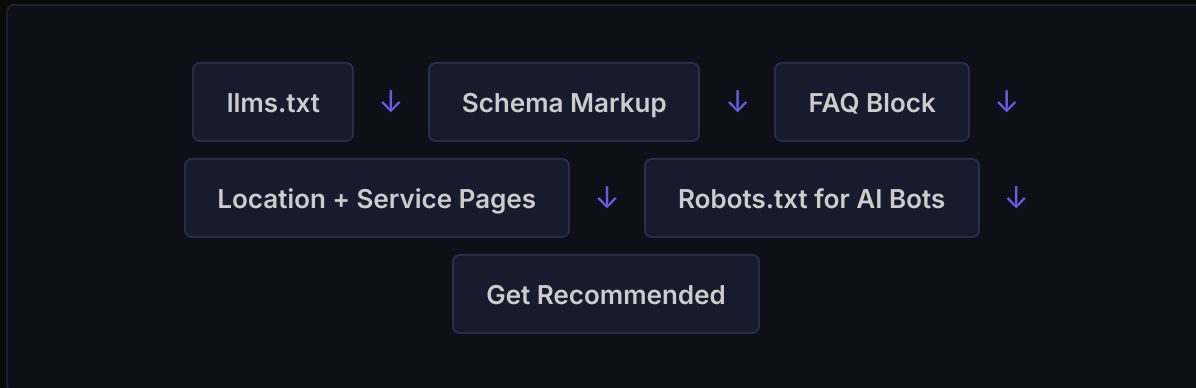 llms.txt ↓ Schema Markup ↓ FAQ Block ↓
Location + Service Pages ↓ Robots.txt for AI Bots ↓
Get Recommended